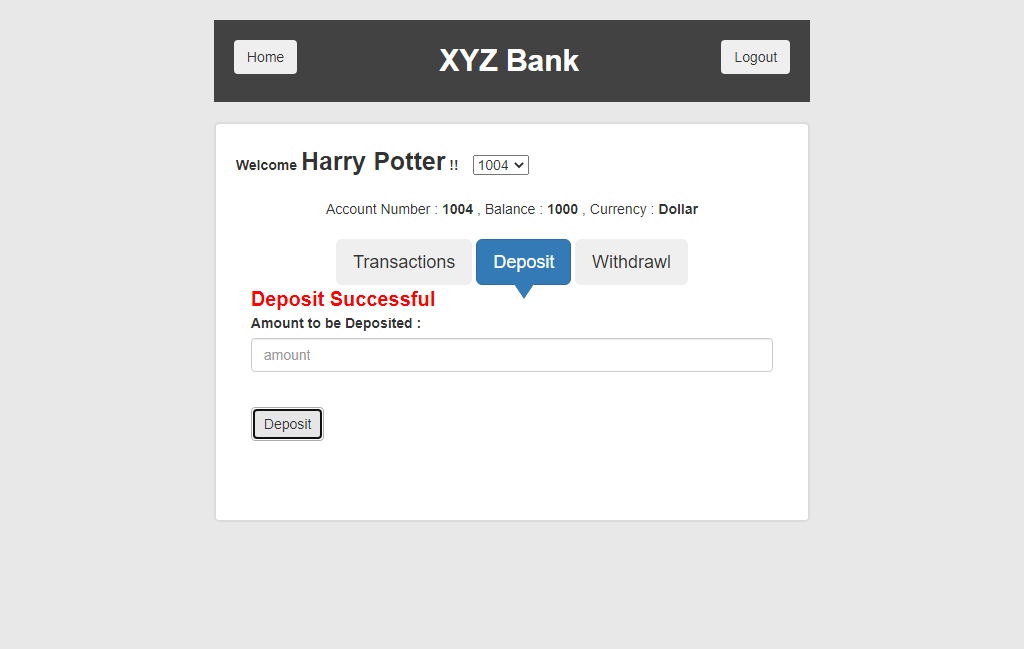 Home XYZ Bank Logout
Welcome Harry Potter !! 1004
Account Number : 1004 , Balance : 1000 , Currency : Dollar
Transactions Deposit Withdrawl
Deposit Successful
Amount to be Deposited :
amount
Deposit